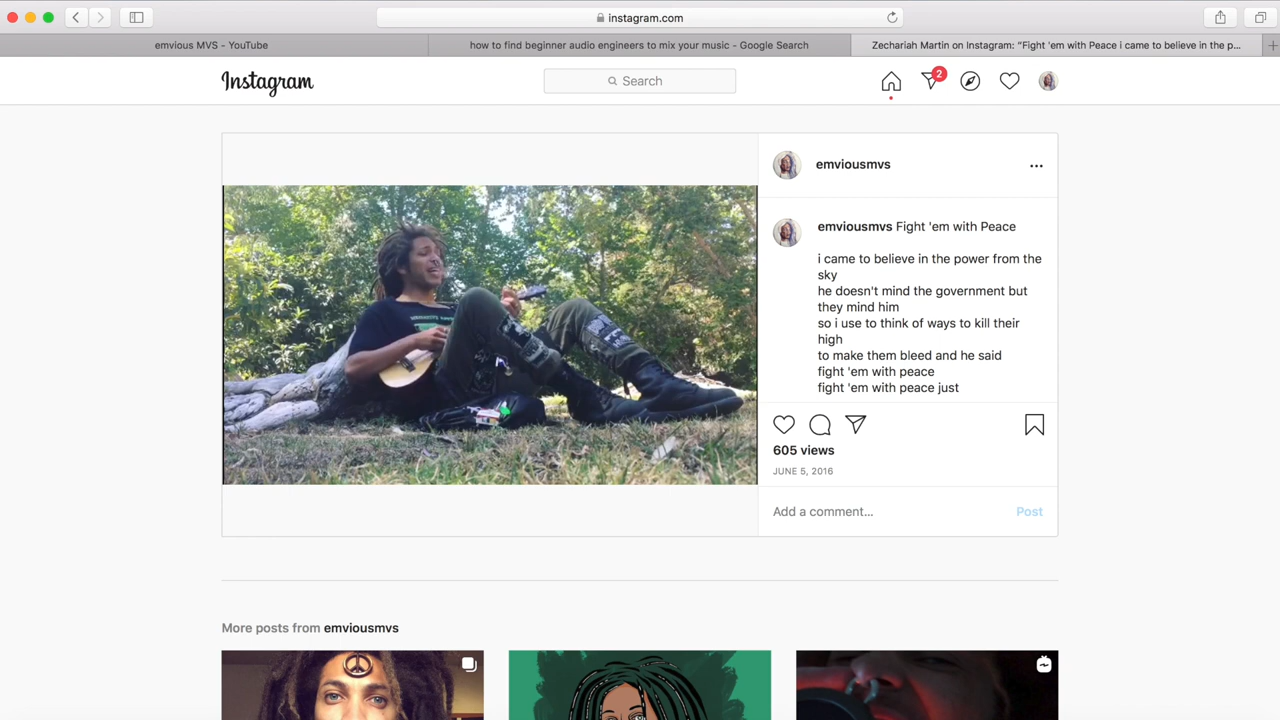 instagram.com
emvious MVS - YouTube
how to find beginner audio engineers to mix your music - Google Search
Zechariah Martin on Instagram: "Fight 'em with Peace i came to believe in the p...
Instagram
Search
2
emviousmvs
emviousmvs Fight 'em with Peace
i came to believe in the power from the
sky
he doesn't mind the government but
they mind him
so i use to think of ways to kill their
high
to make them bleed and he said
fight 'em with peace
fight 'em with peace just
605 views
JUNE 5, 2016
Add a comment...
Post
More posts from emviousmvs